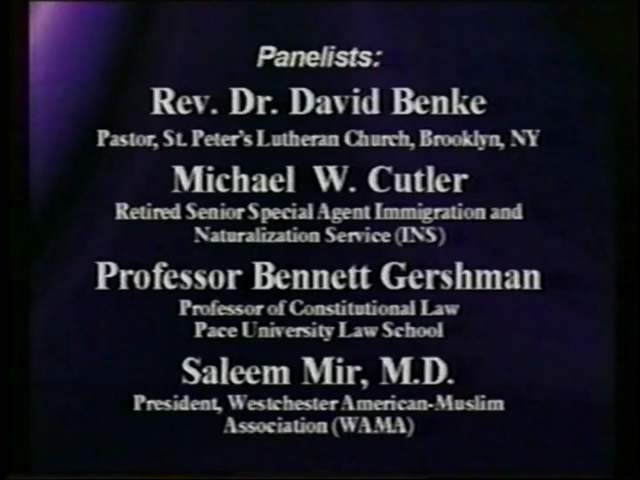 Panelists:
Rev. Dr. David Benke
Pastor, St. Peter's Lutheran Church, Brooklyn, NY
Michael W. Cutler
Retired Senior Special Agent Immigration and
Naturalization Service (INS)
Professor Bennett Gershman
Professor of Constitutional Law
Pace University Law School
Saleem Mir, M.D.
President, Westchester American-Muslim
Association (WAMA)